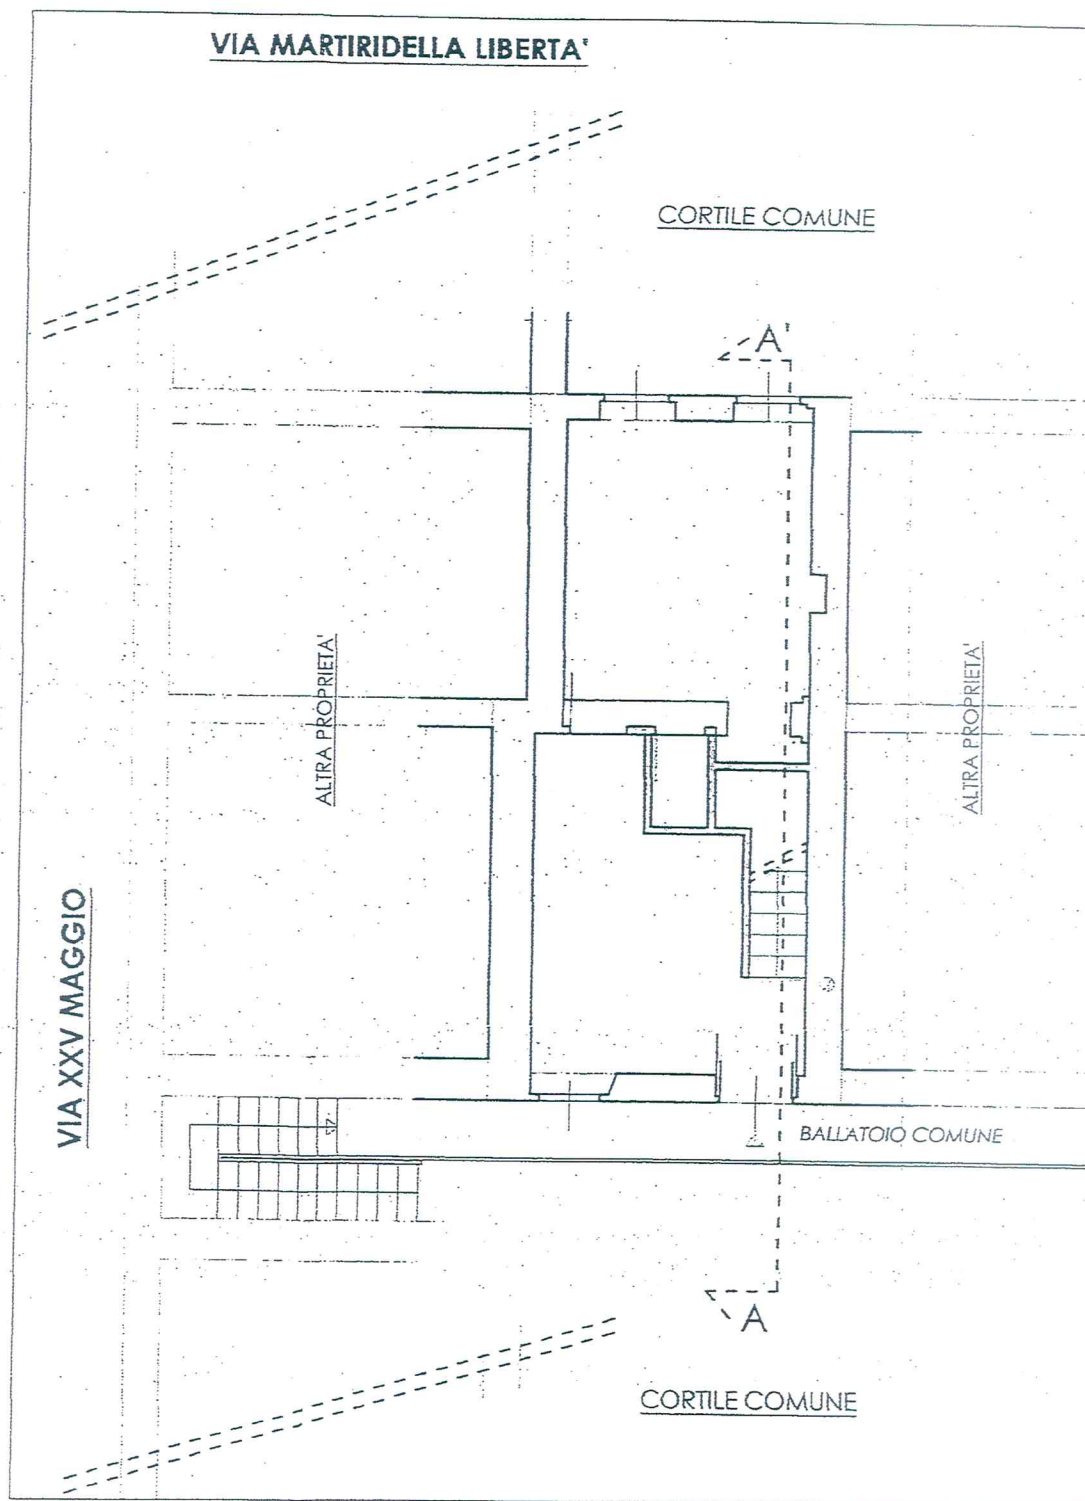 VIA MARTIRIDELLA LIBERTA'
CORTILE COMUNE
A'
ALTRA PROPRIETA'
ALTRA PROPRIETA'
VIA XXV MAGGIO
BALLATOIO COMUNE
A
CORTILE COMUNE